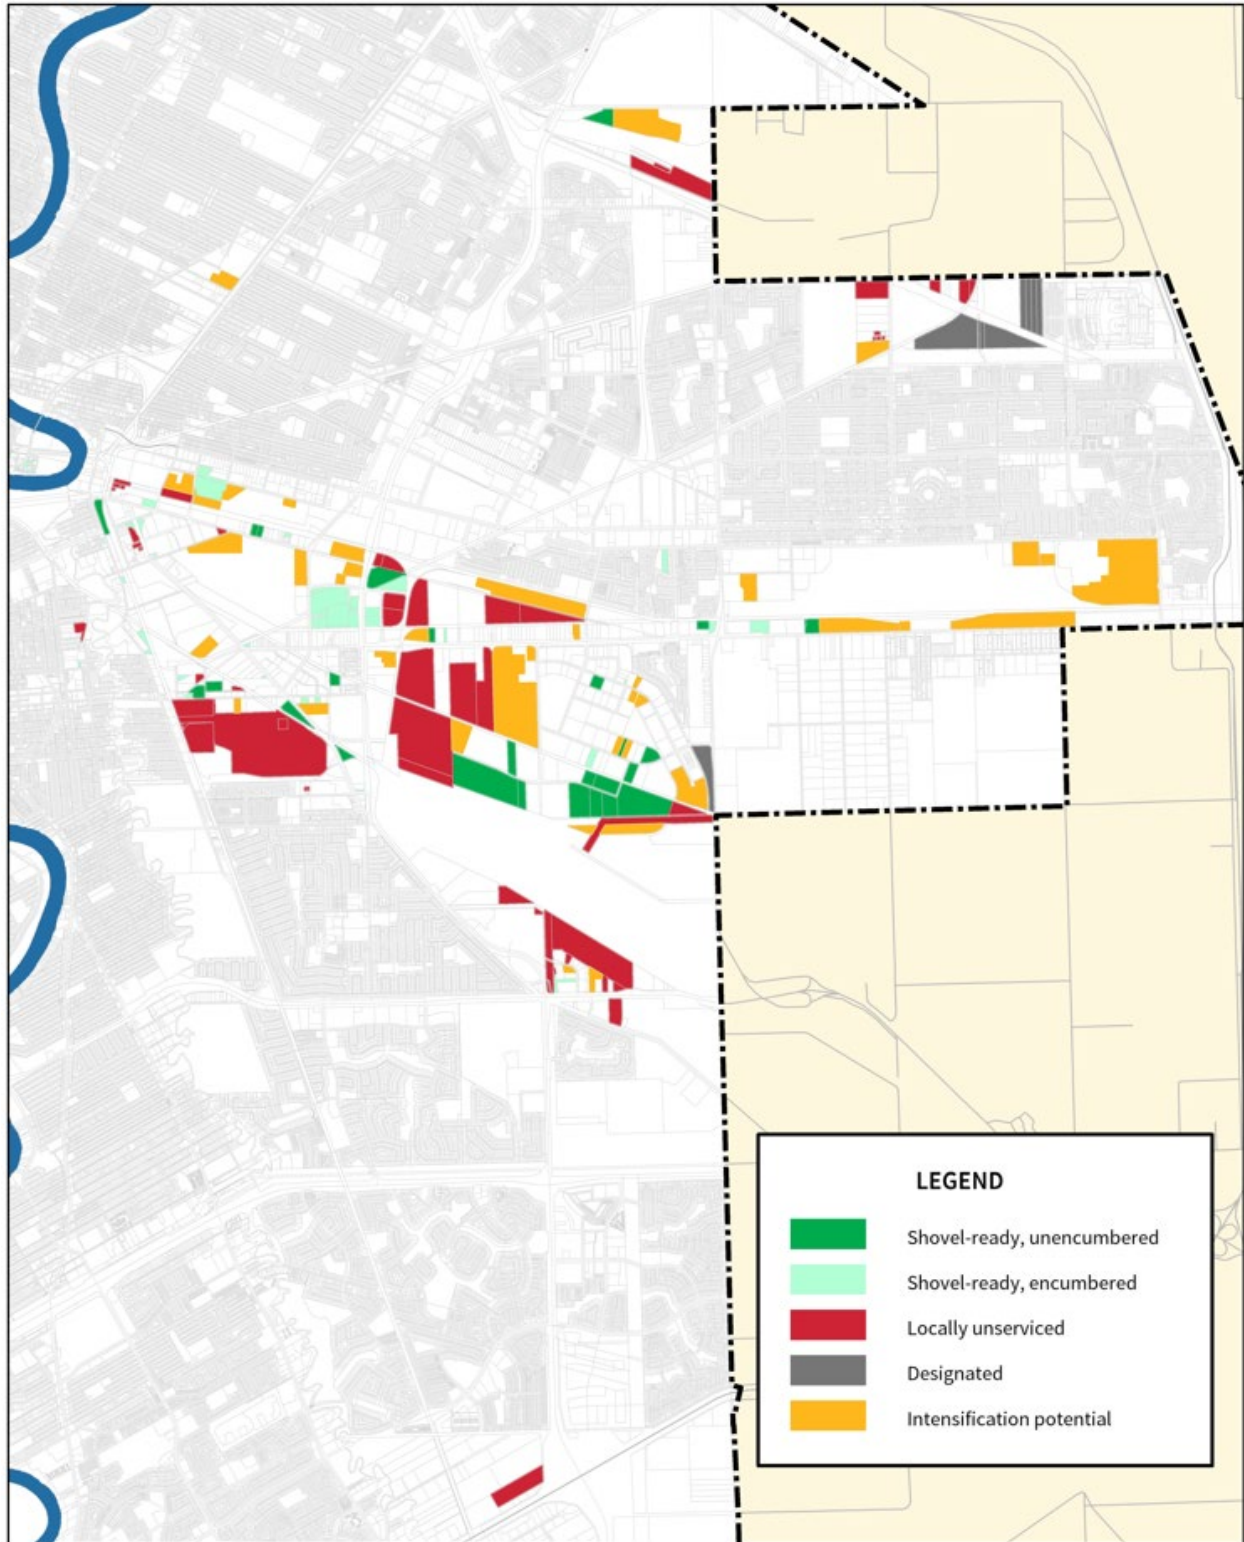 LEGEND
Shovel-ready, unencumbered
Shovel-ready, encumbered
Locally unserviced
Designated
Intensification potential